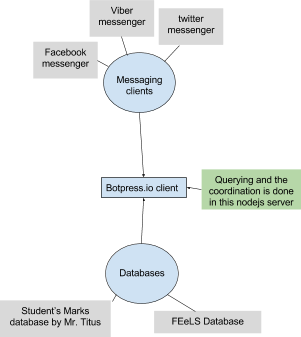 Viber
messenger
twitter
messenger
Facebook
messenger
Messaging
clients
Botpress.io client
Querying and the
coordination is done
in this nodejs server
Databases
Student's Marks
database by Mr. Titus
FEeLS Database